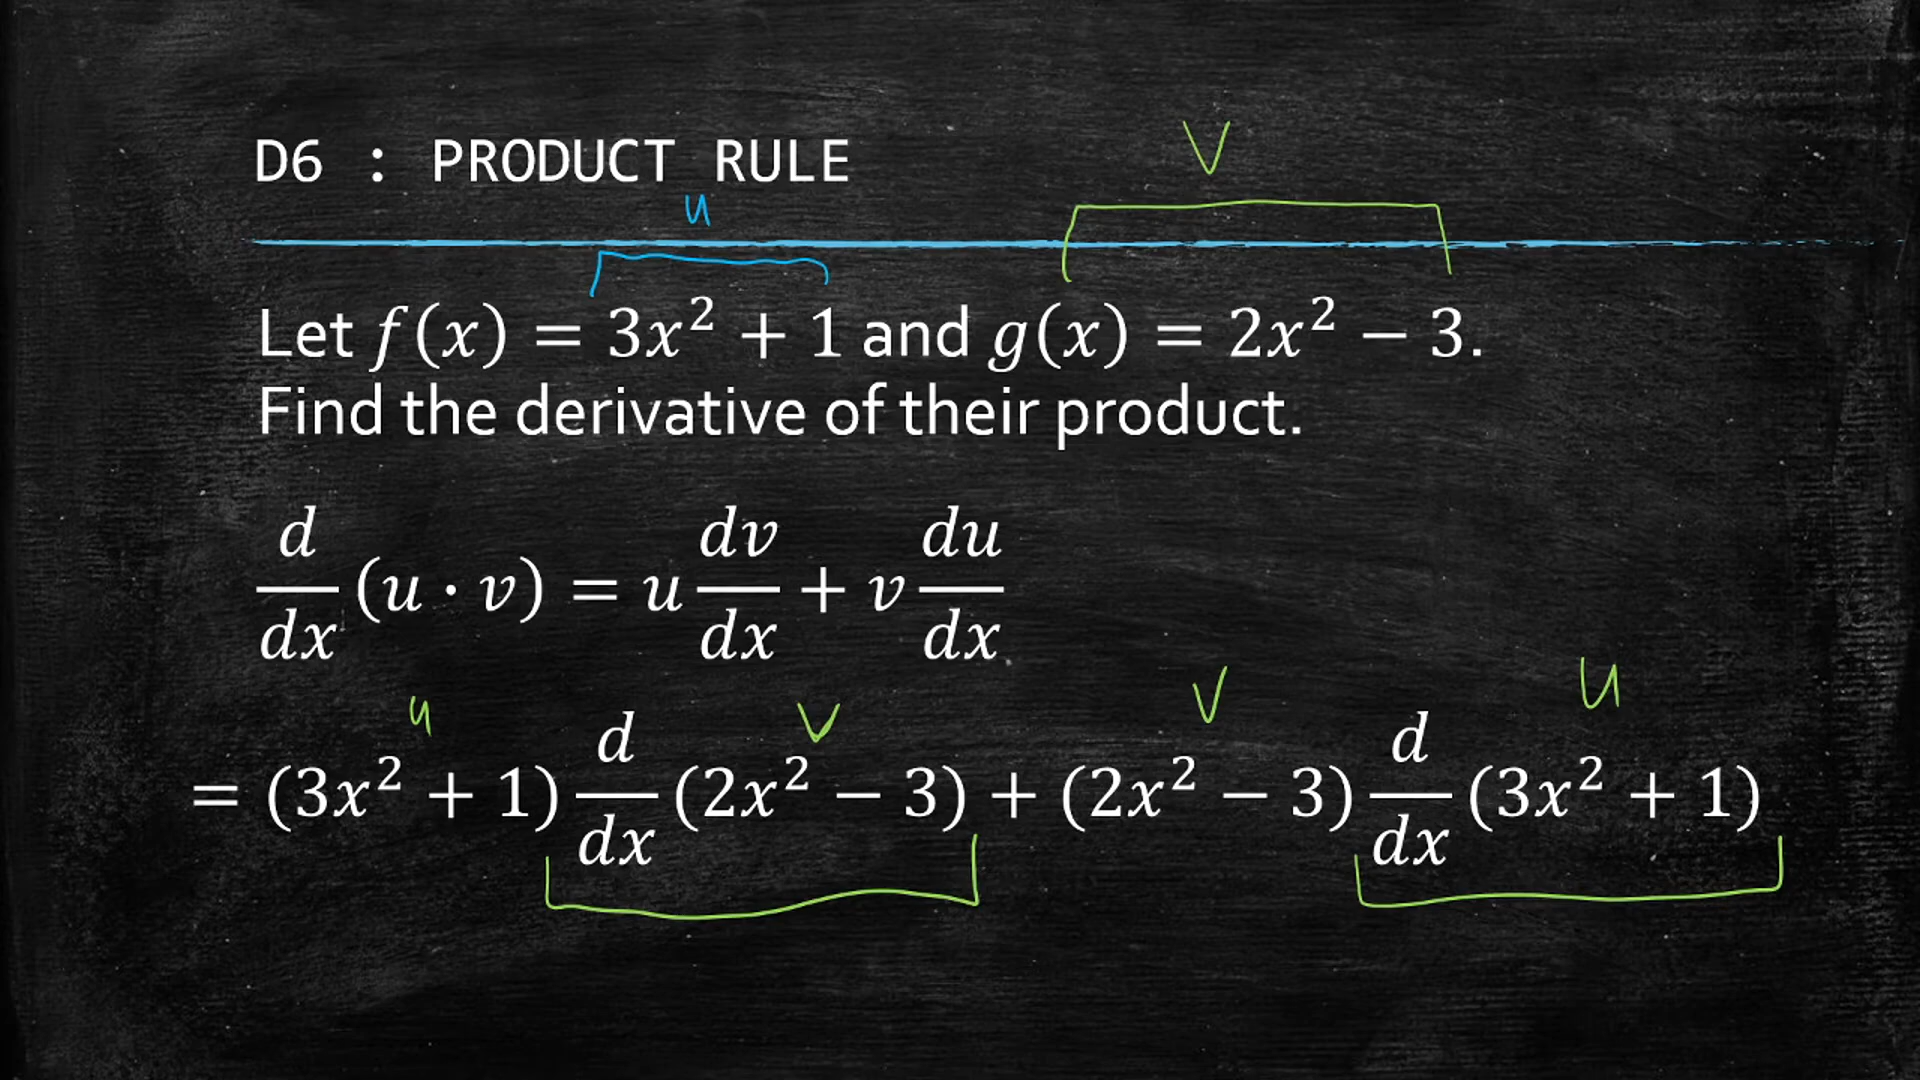 D6 : PRODUCT RULE
V
u
Let f(x) = 3x² + 1 and g(x) = 2x² − 3.
Find the derivative of their product.
d/dx (u · v) = u dv/dx + v du/dx
u V V u
= (3x² + 1) d/dx (2x² − 3) + (2x² − 3) d/dx (3x² + 1)